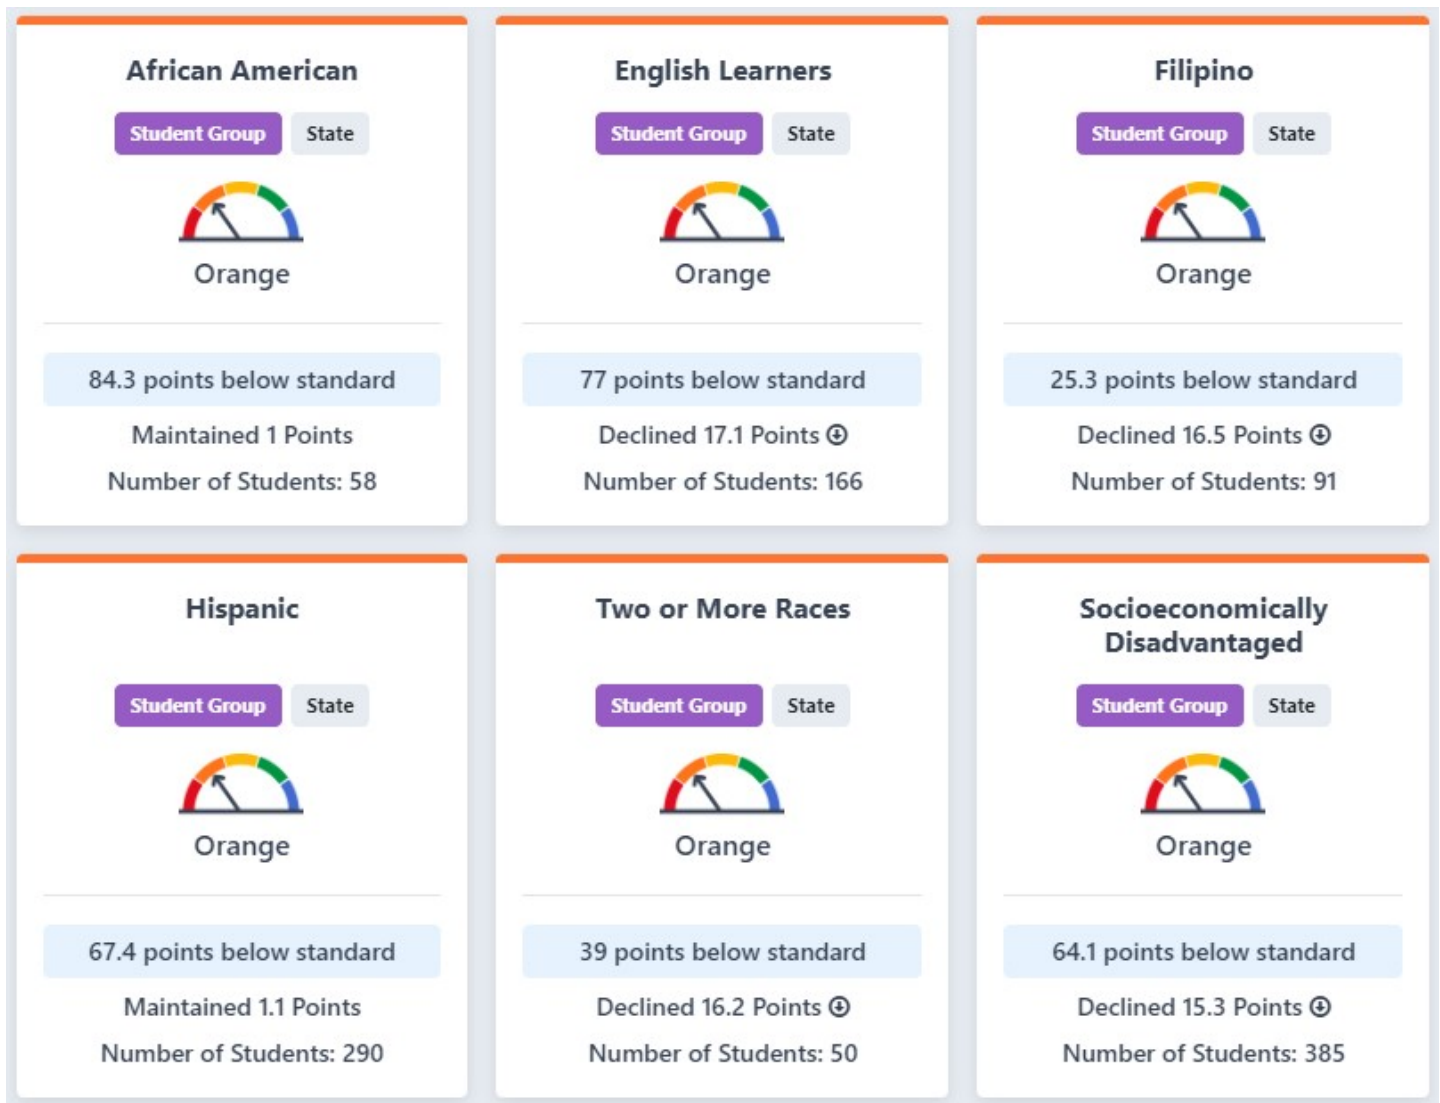 African American
Student Group State
Orange
84.3 points below standard
Maintained 1 Points
Number of Students: 58
English Learners
Student Group State
Orange
77 points below standard
Declined 17.1 Points
Number of Students: 166
Filipino
Student Group State
Orange
25.3 points below standard
Declined 16.5 Points
Number of Students: 91
Hispanic
Student Group State
Orange
67.4 points below standard
Maintained 1.1 Points
Number of Students: 290
Two or More Races
Student Group State
Orange
39 points below standard
Declined 16.2 Points
Number of Students: 50
Socioeconomically
Disadvantaged
Student Group State
Orange
64.1 points below standard
Declined 15.3 Points
Number of Students: 385